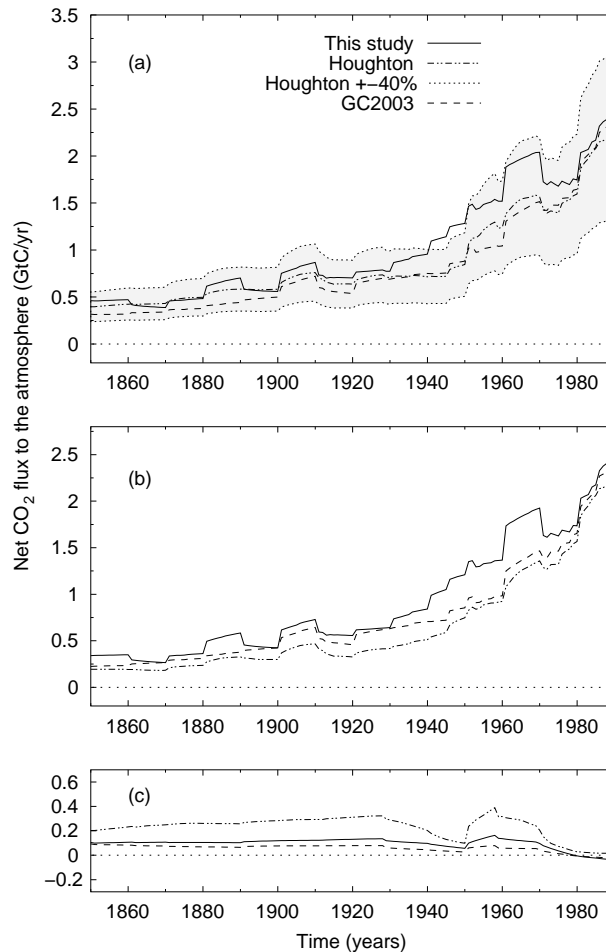 Net CO2 flux to the atmosphere (GtC/yr)
(a)
This study
Houghton
Houghton +−40%
GC2003
3.5
3
2.5
2
1.5
1
0.5
0
1860 1880 1900 1920 1940 1960 1980
(b)
2.5
2
1.5
1
0.5
0
1860 1880 1900 1920 1940 1960 1980
(c)
0.6
0.4
0.2
0
−0.2
1860 1880 1900 1920 1940 1960 1980
Time (years)